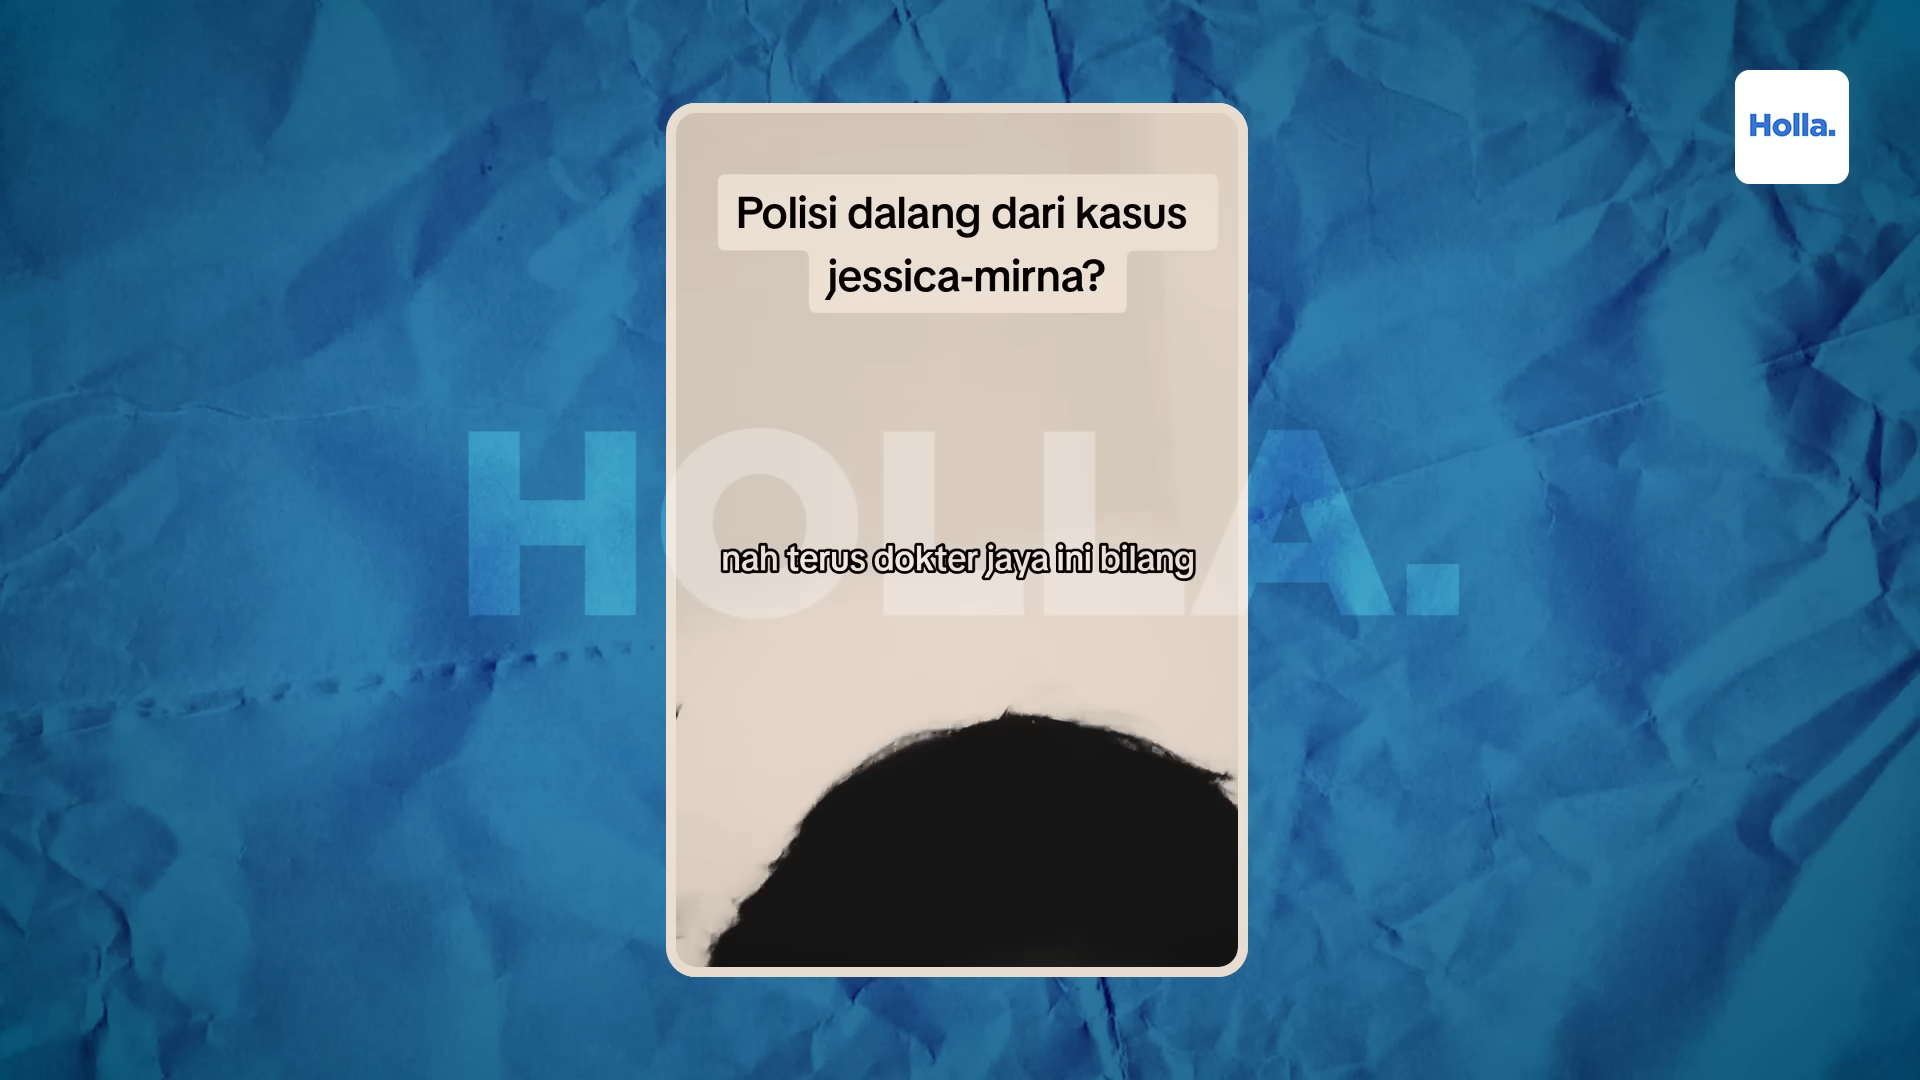 Holla.
Polisi dalang dari kasus
jessica-mirna?
HOLLA.
nah terus dokter jaya ini bilang